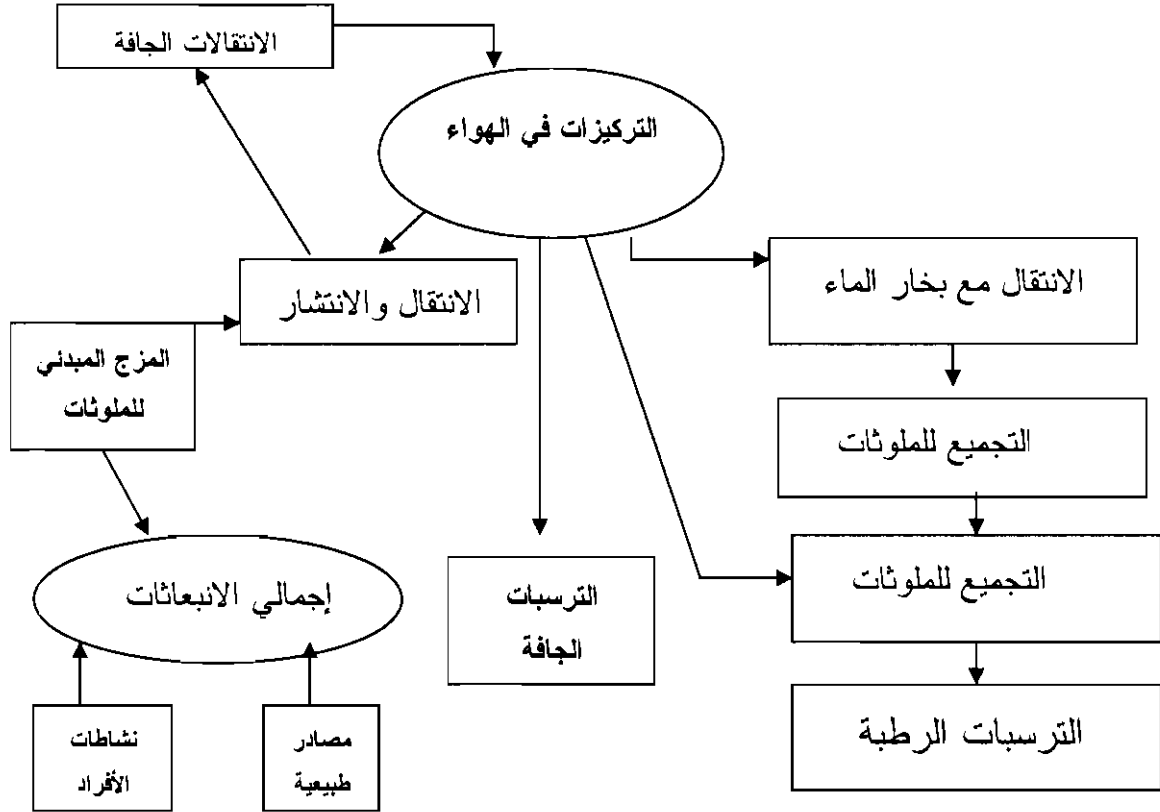 الانتقالات الجافة
التركيزات في الهواء
الانتقال مع بخار الماء
الانتقال والانتشار
المزج المبدئي
للملوثات
التجميع للملوثات
التجميع للملوثات
إجمالي الانبعاثات
الترسبات
الجافة
الترسبات الرطبة
مصادر
طبيعية
نشاطات
الأفراد